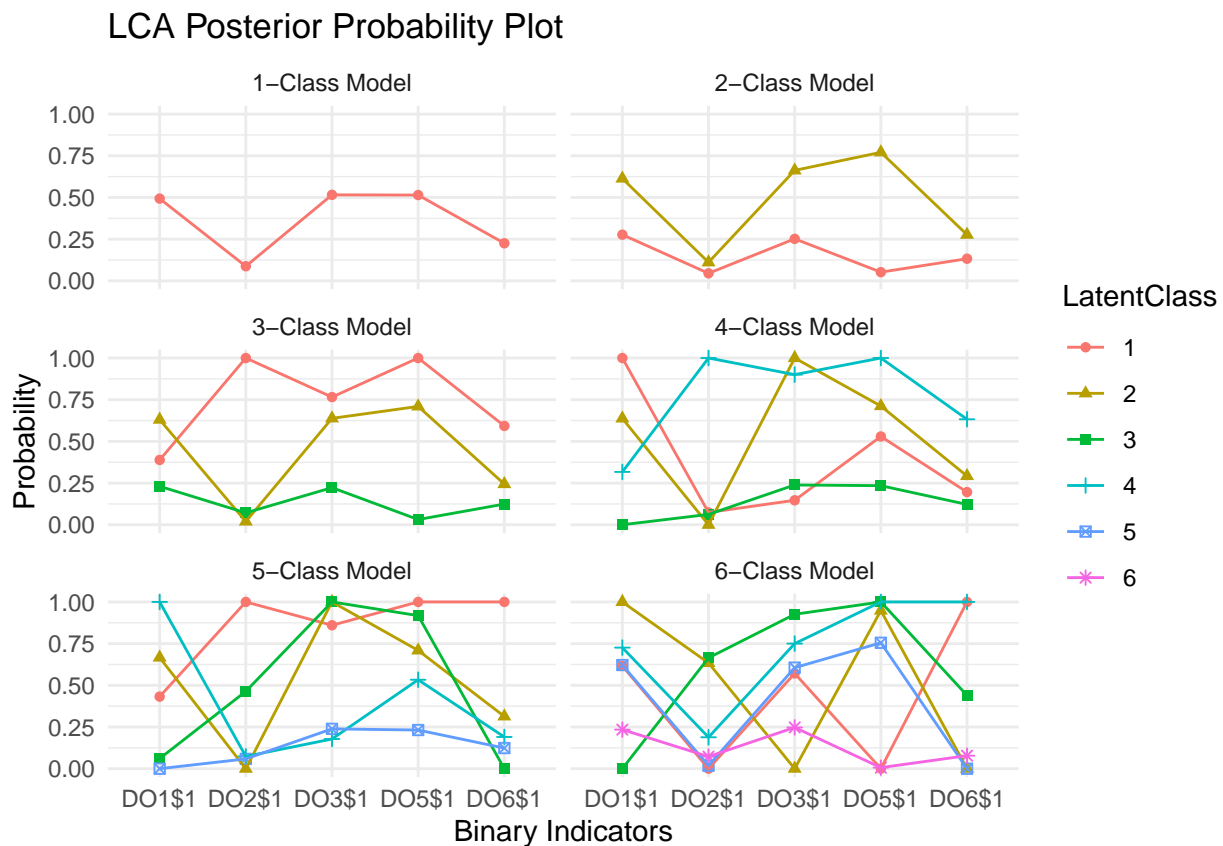 LCA Posterior Probability Plot
1−Class Model
2−Class Model
1.00
0.75
0.50
0.25
0.00
3−Class Model
4−Class Model
1.00
0.75
0.50
0.25
0.00
5−Class Model
6−Class Model
1.00
0.75
0.50
0.25
0.00
DO1$1 DO2$1 DO3$1 DO5$1 DO6$1
DO1$1 DO2$1 DO3$1 DO5$1 DO6$1
Probability
Binary Indicators
LatentClass
1
2
3
4
5
6